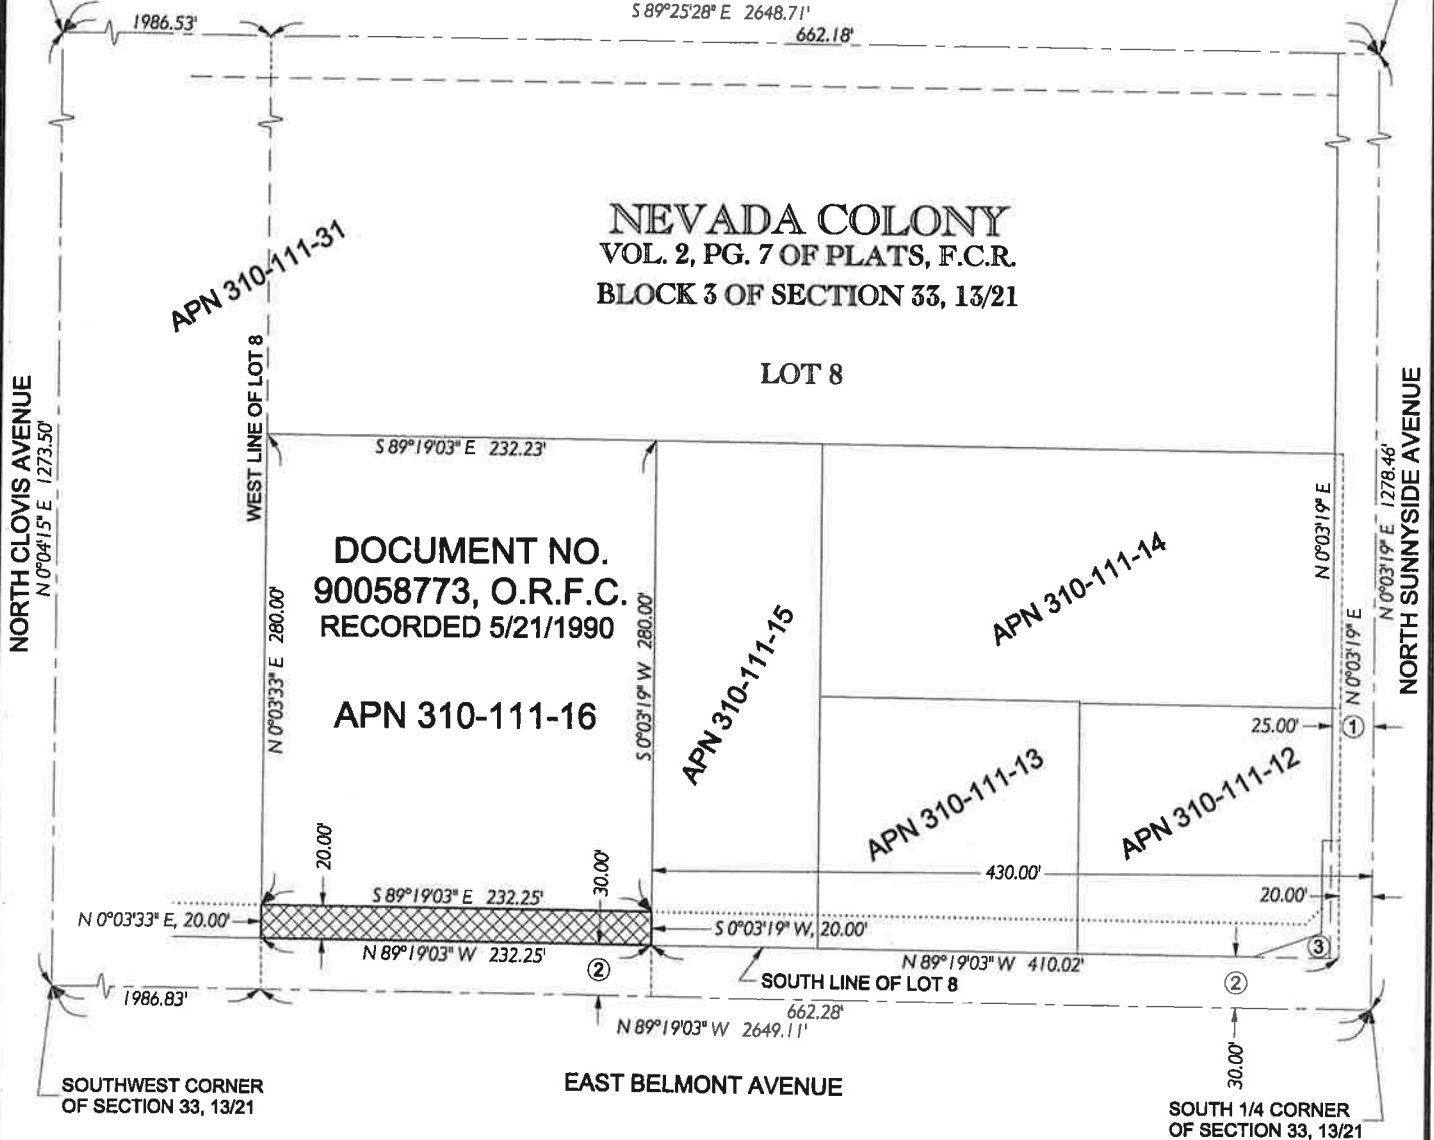 S 89°25'28" E 2648.71'
1986.53'
662.18'
NEVADA COLONY
VOL. 2, PG. 7 OF PLATS, F.C.R.
BLOCK 3 OF SECTION 33, 13/21
LOT 8
APN 310-111-31
WEST LINE OF LOT 8
NORTH CLOVIS AVENUE
N 0°04'15" E 1273.50'
S 89°19'03" E 232.23'
DOCUMENT NO.
90058773, O.R.F.C.
RECORDED 5/21/1990
APN 310-111-16
N 0°03'33" E 280.00'
S 0°03'19" W 280.00'
APN 310-111-15
APN 310-111-14
APN 310-111-13
APN 310-111-12
N 0°03'19" E
N 0°03'19" E
N 0°03'19" E 1278.46'
NORTH SUNNYSIDE AVENUE
25.00'
1
20.00'
30.00'
430.00'
20.00'
S 89°19'03" E 232.25'
N 0°03'33" E, 20.00'
S 0°03'19" W, 20.00'
N 89°19'03" W 232.25'
2
N 89°19'03" W 410.02'
3
SOUTH LINE OF LOT 8
2
1986.83'
662.28'
N 89°19'03" W 2649.11'
30.00'
EAST BELMONT AVENUE
SOUTHWEST CORNER
OF SECTION 33, 13/21
SOUTH 1/4 CORNER
OF SECTION 33, 13/21